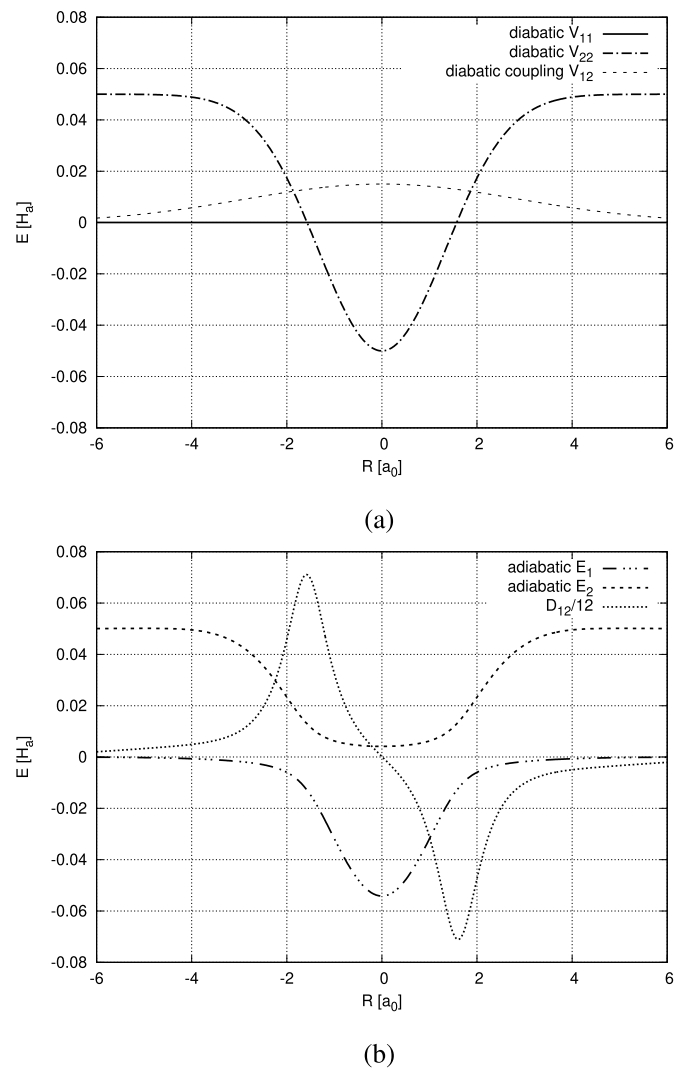 0.08
0.06
0.04
0.02
0
-0.02
-0.04
-0.06
-0.08
E [Ha]
diabatic V11
diabatic V22
diabatic coupling V12
-6 -4 -2 0 2 4 6
R [a0]
(a)
0.08
0.06
0.04
0.02
0
-0.02
-0.04
-0.06
-0.08
E [Ha]
adiabatic E1
adiabatic E2
D12/12
-6 -4 -2 0 2 4 6
R [a0]
(b)